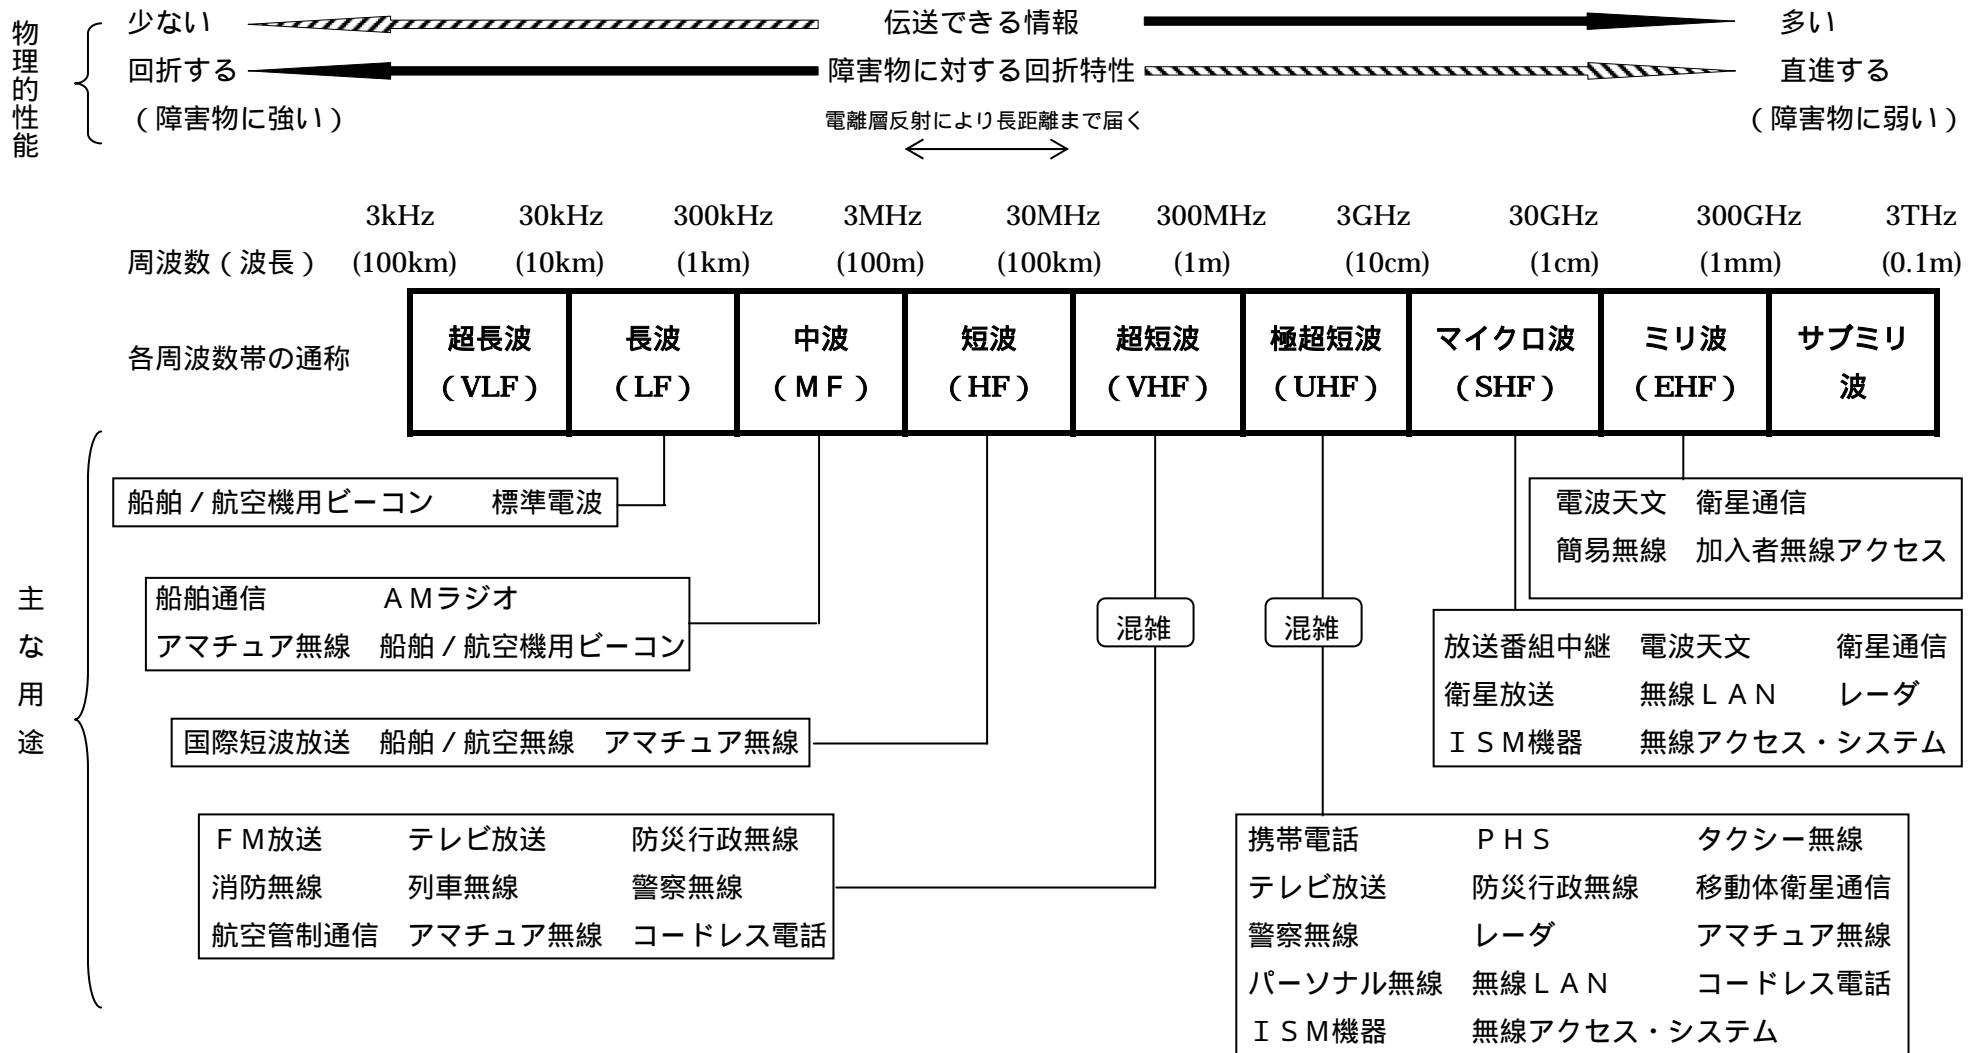 物理的性能
少ない 伝送できる情報 多い
回折する 障害物に対する回折特性 直進する
（障害物に強い） 電離層反射により長距離まで届く （障害物に弱い）
3kHz 30kHz 300kHz 3MHz 30MHz 300MHz 3GHz 30GHz 300GHz 3THz
周波数（波長） (100km) (10km) (1km) (100m) (100km) (1m) (10cm) (1cm) (1mm) (0.1m)
各周波数帯の通称
超長波
（VLF）
長波
（LF）
中波
（ＭＦ）
短波
（HF）
超短波
（VHF）
極超短波
（UHF）
マイクロ波
（SHF）
ミリ波
（EHF）
サブミリ
波
主な用途
船舶／航空機用ビーコン 標準電波
船舶通信 ＡＭラジオ
アマチュア無線 船舶／航空機用ビーコン
国際短波放送 船舶／航空無線 アマチュア無線
混雑
ＦＭ放送 テレビ放送 防災行政無線
消防無線 列車無線 警察無線
航空管制通信 アマチュア無線 コードレス電話
混雑
携帯電話 ＰＨＳ タクシー無線
テレビ放送 防災行政無線 移動体衛星通信
警察無線 レーダ アマチュア無線
パーソナル無線 無線ＬＡＮ コードレス電話
ＩＳＭ機器 無線アクセス・システム
放送番組中継 電波天文 衛星通信
衛星放送 無線ＬＡＮ レーダ
ＩＳＭ機器 無線アクセス・システム
電波天文 衛星通信
簡易無線 加入者無線アクセス